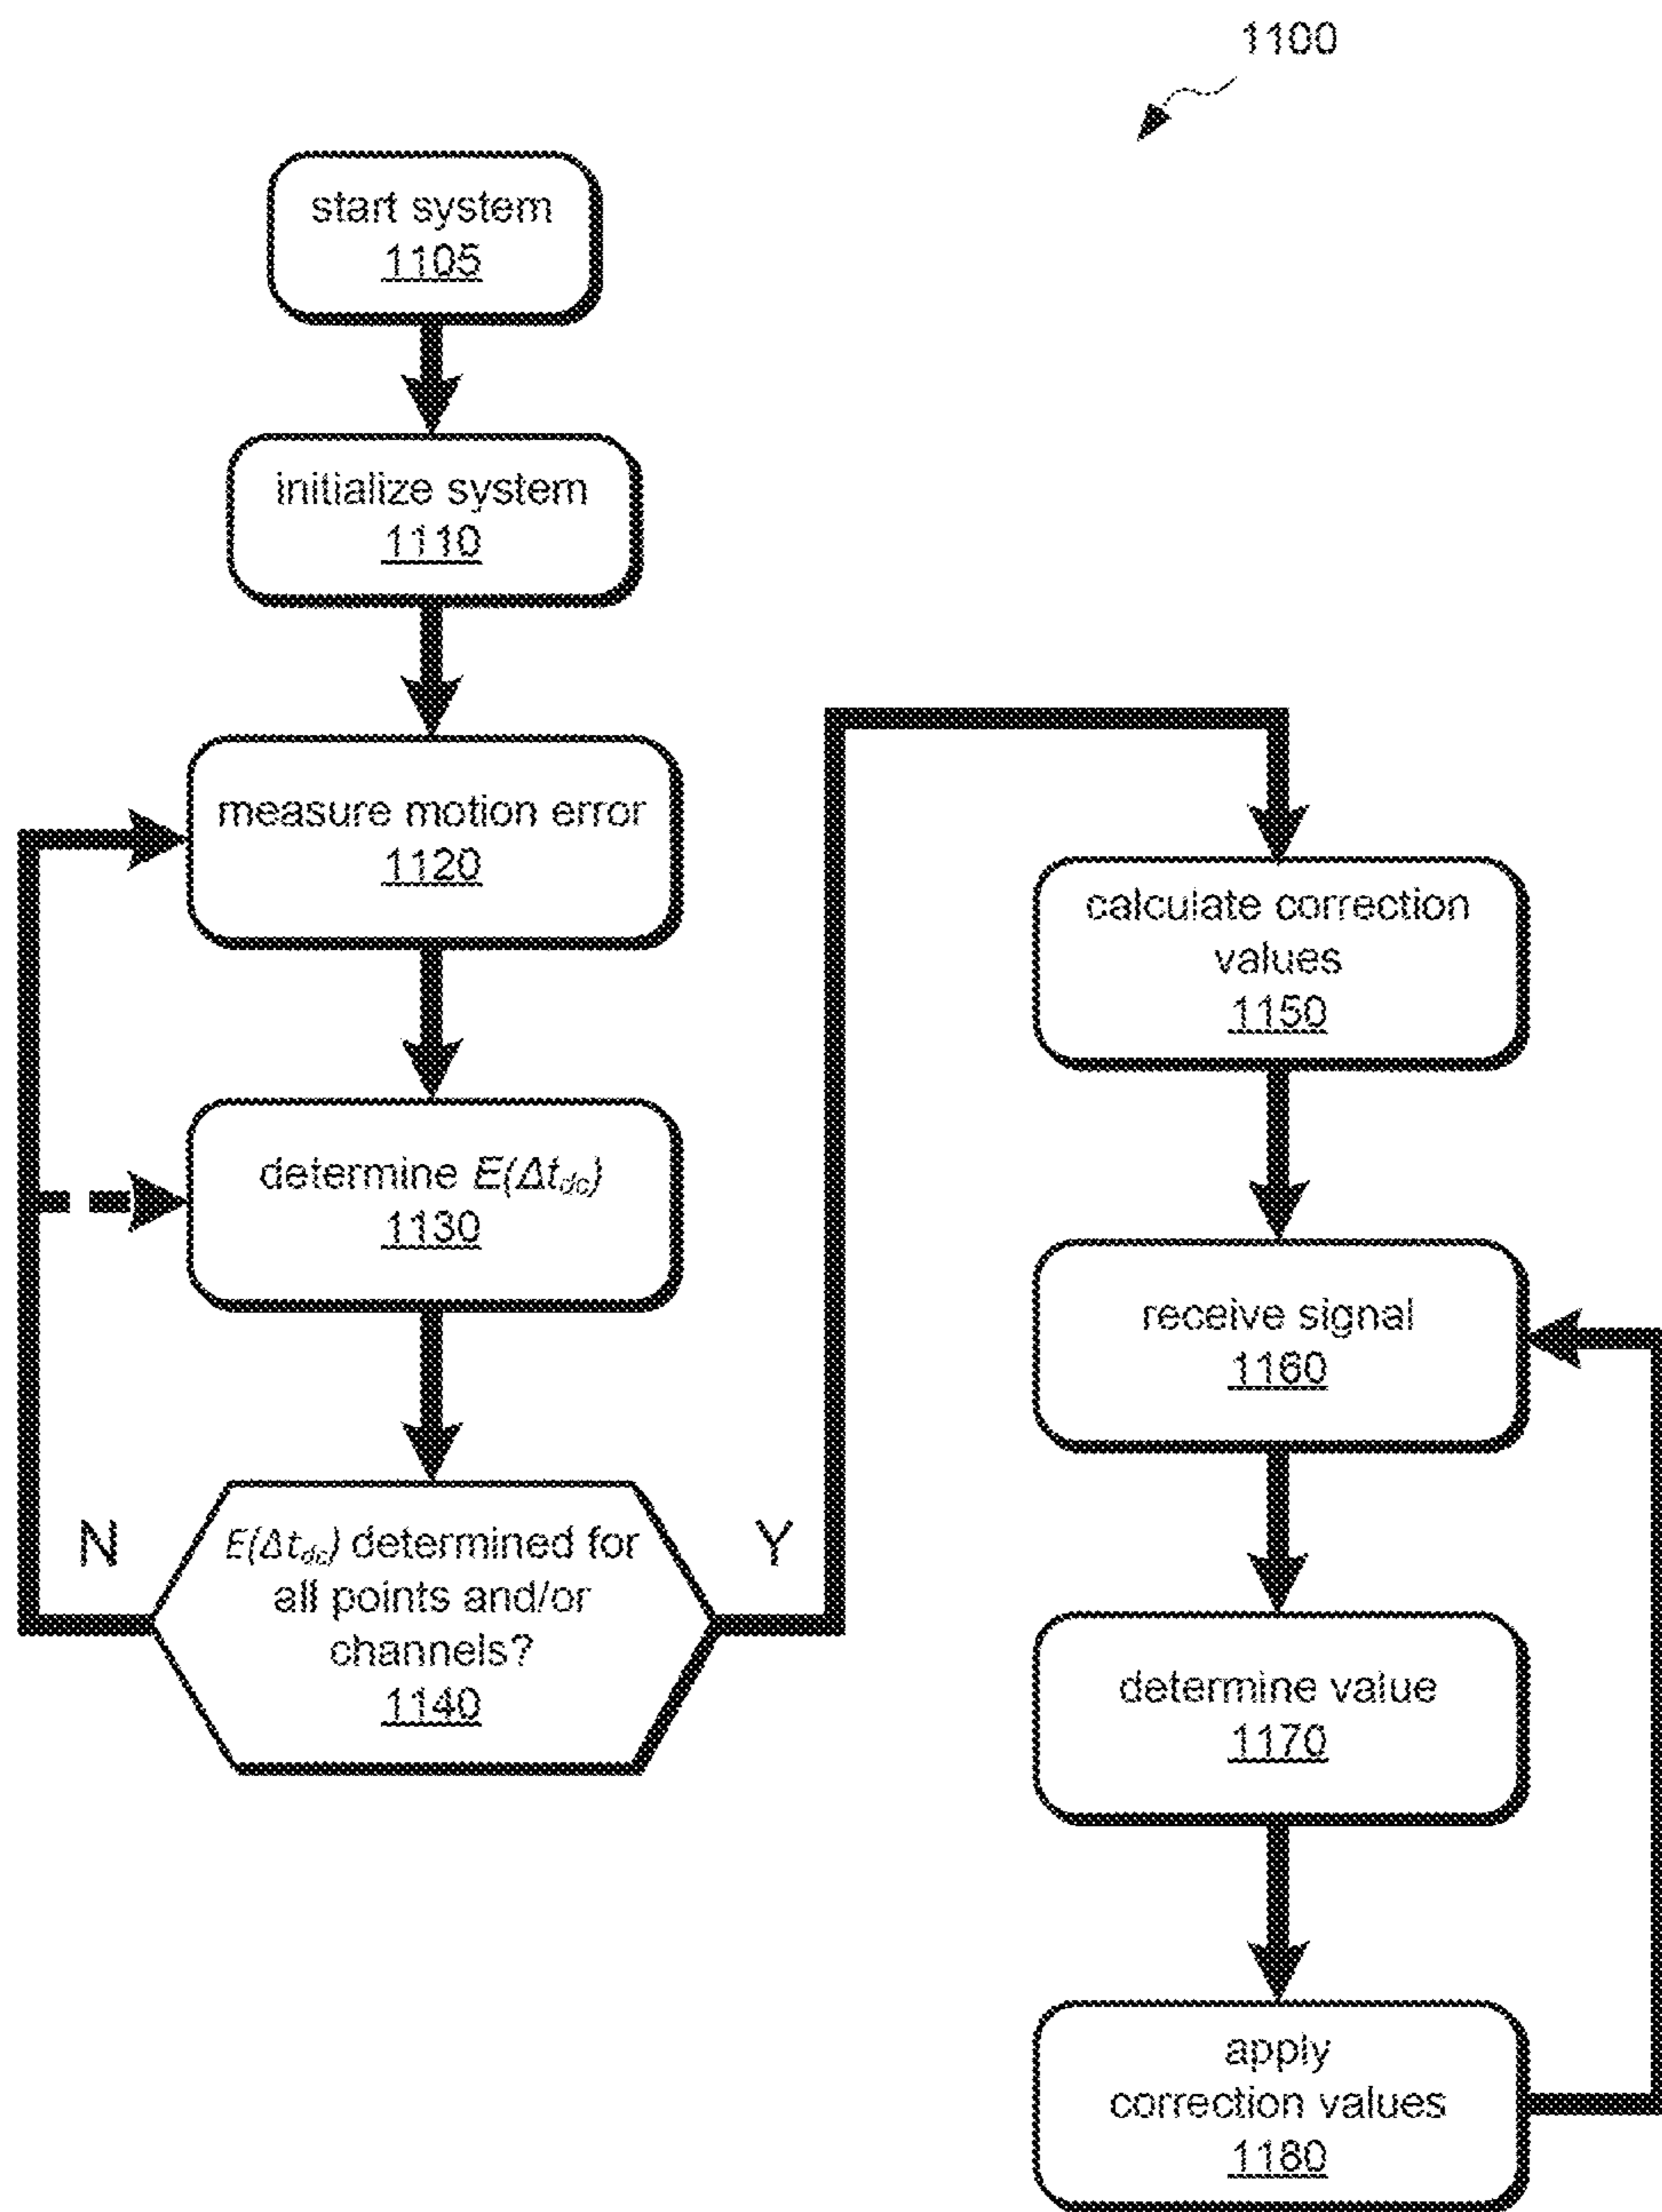 1100
start system
1105
initialize system
1110
measure motion error
1120
determine E(Δt_dc)
1130
N
E(Δt_dc) determined for
all points and/or
channels?
1140
Y
calculate correction
values
1150
receive signal
1160
determine value
1170
apply
correction values
1180